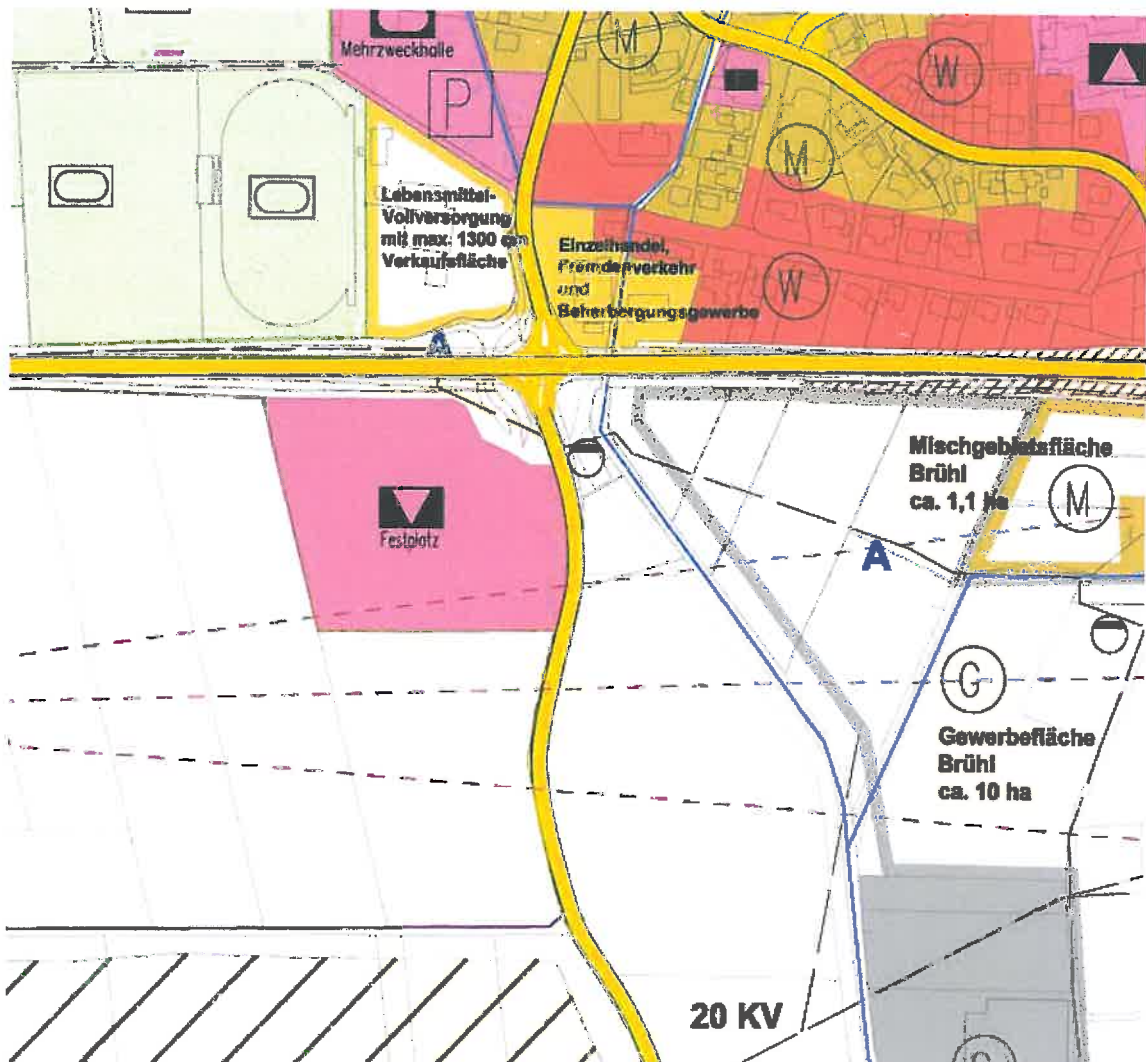 Mehrzweckhalle
P
M
W
M
Lebensmittel-
Vollversorgung
mit max. 1300 qm
Verkaufsfläche
Einzelhandel,
Fremdenverkehr
und
Beherbergungsgewerbe
W
A
Mischgebietsfläche
Brühl
ca. 1,1 ha
M
Festplatz
A
G
Gewerbefläche
Brühl
ca. 10 ha
20 KV